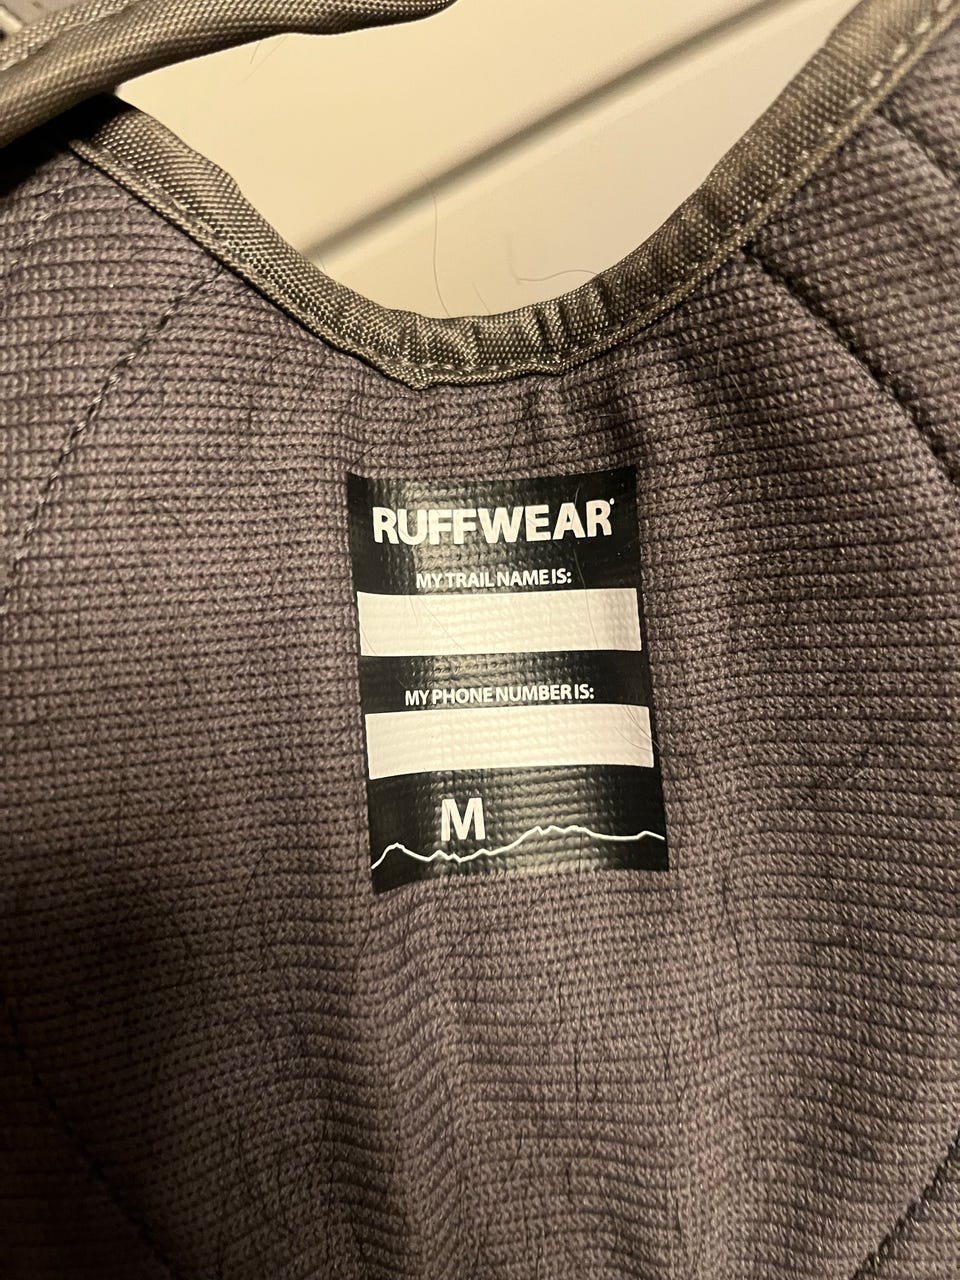 RUFFWEAR
MY TRAIL NAME IS:
MY PHONE NUMBER IS:
M